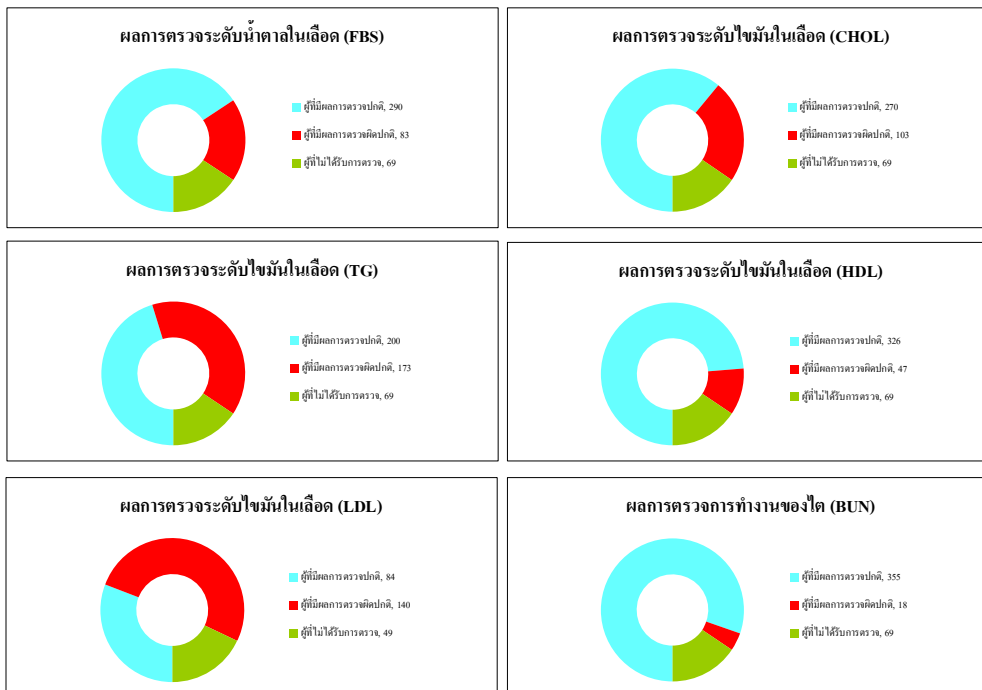 ผลการตรวจระดับน้ำตาลในเลือด (FBS)
ผู้ที่มีผลการตรวจปกติ, 290
ผู้ที่มีผลการตรวจผิดปกติ, 83
ผู้ที่ไม่ได้รับการตรวจ, 69
ผลการตรวจระดับไขมันในเลือด (CHOL)
ผู้ที่มีผลการตรวจปกติ, 270
ผู้ที่มีผลการตรวจผิดปกติ, 103
ผู้ที่ไม่ได้รับการตรวจ, 69
ผลการตรวจระดับไขมันในเลือด (TG)
ผู้ที่มีผลการตรวจปกติ, 200
ผู้ที่มีผลการตรวจผิดปกติ, 173
ผู้ที่ไม่ได้รับการตรวจ, 69
ผลการตรวจระดับไขมันในเลือด (HDL)
ผู้ที่มีผลการตรวจปกติ, 326
ผู้ที่มีผลการตรวจผิดปกติ, 47
ผู้ที่ไม่ได้รับการตรวจ, 69
ผลการตรวจระดับไขมันในเลือด (LDL)
ผู้ที่มีผลการตรวจปกติ, 84
ผู้ที่มีผลการตรวจผิดปกติ, 140
ผู้ที่ไม่ได้รับการตรวจ, 49
ผลการตรวจการทำงานของไต (BUN)
ผู้ที่มีผลการตรวจปกติ, 355
ผู้ที่มีผลการตรวจผิดปกติ, 18
ผู้ที่ไม่ได้รับการตรวจ, 69